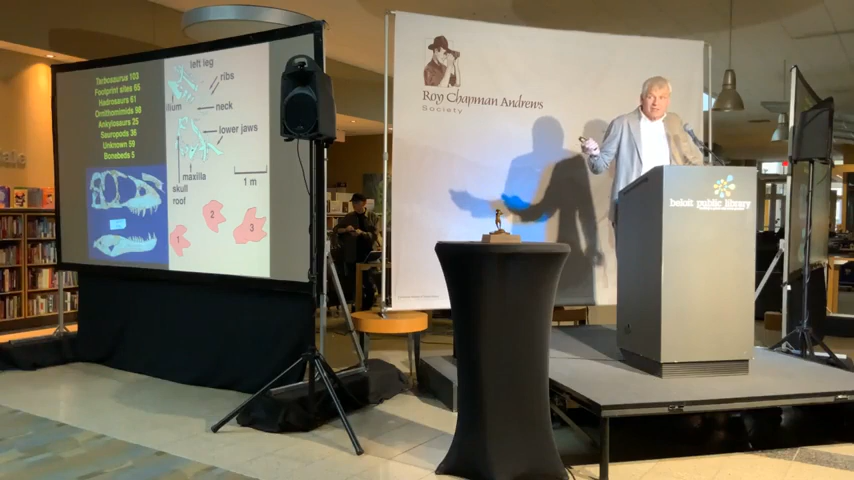 Tarbosaurus 103
Footprint sites 65
Hadrosaurs 61
Ornithomimids 98
Ankylosaurs 25
Sauropods 36
Unknown 59
Bonebeds 5
left leg
ribs
ilium
neck
lower jaws
maxilla
skull
roof
1 m
1
2
3
Roy Chapman Andrews
Society
beloit public library